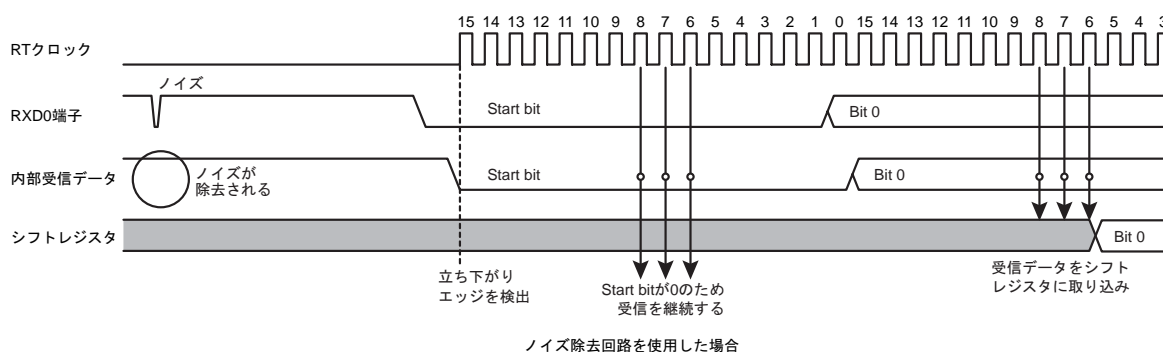 15 14 13 12 11 10 9 8 7 6 5 4 3 2 1 0 15 14 13 12 11 10 9 8 7 6 5 4 3
RTクロック
ノイズ
RXD0端子
Start bit
Bit 0
内部受信データ
ノイズが
除去される
Start bit
Bit 0
シフトレジスタ
Bit 0
立ち下がり
エッジを検出
Start bitが0のため
受信を継続する
受信データをシフト
レジスタに取り込み
ノイズ除去回路を使用した場合